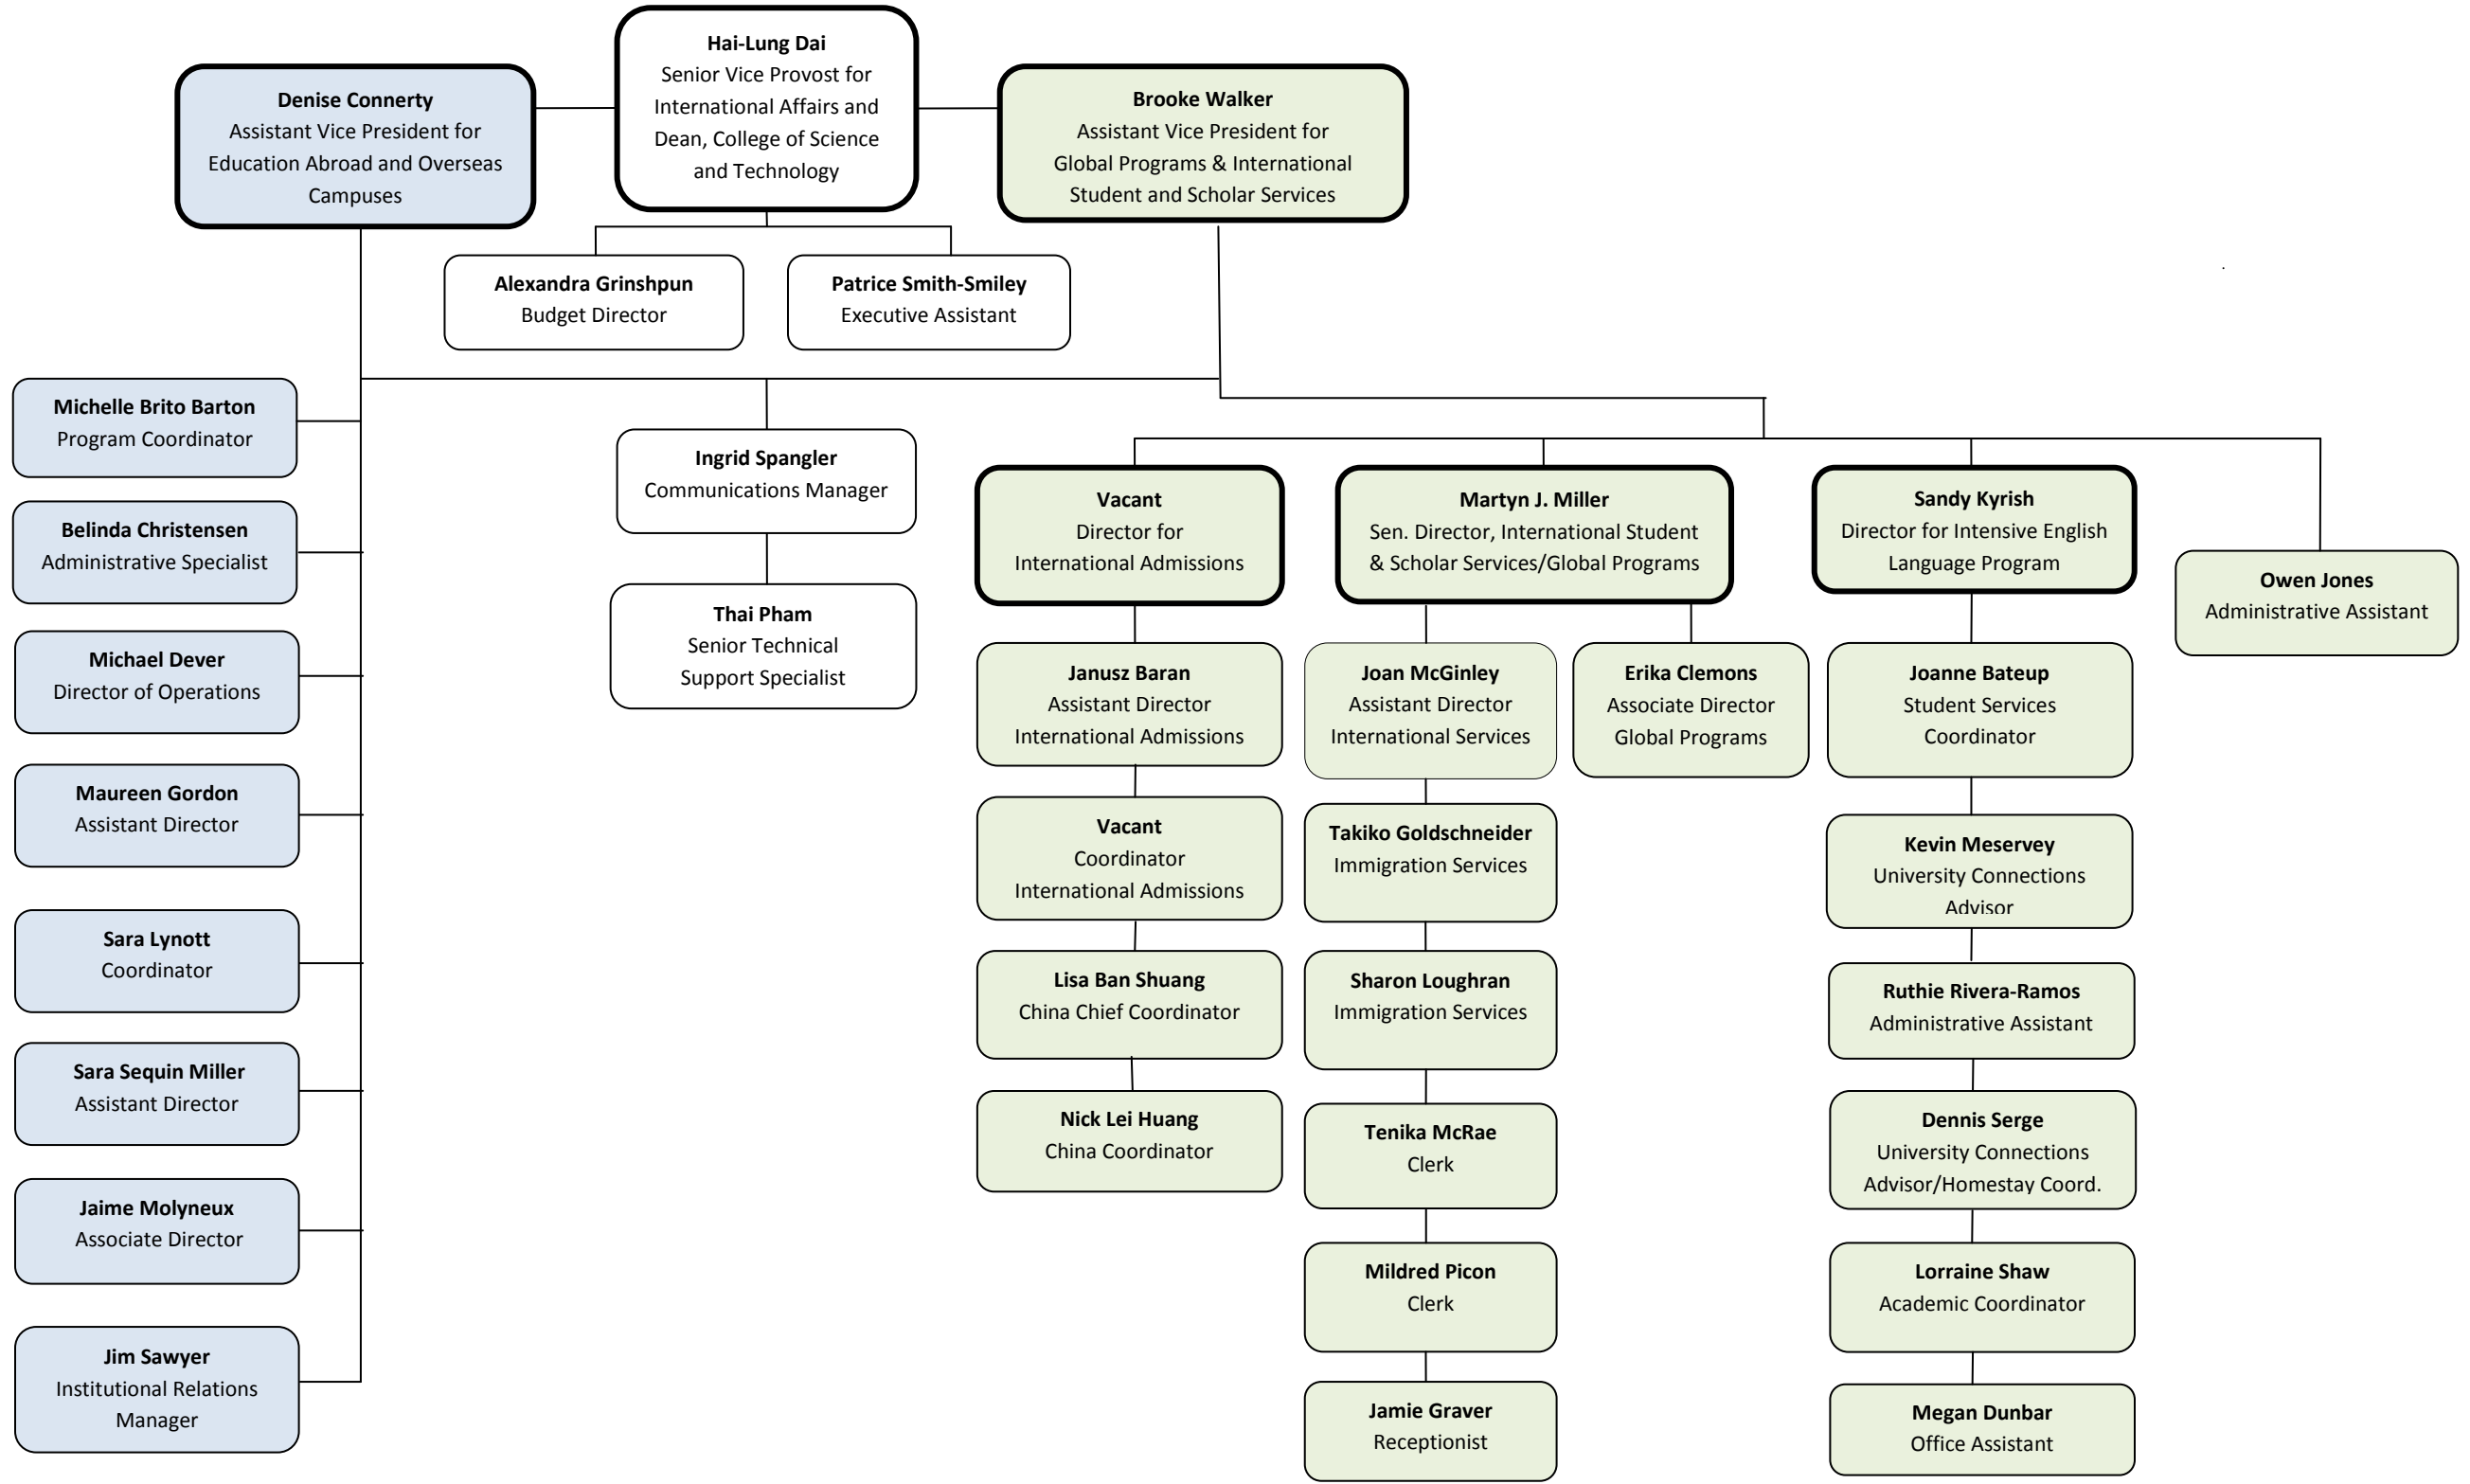 Hai-Lung Dai
Senior Vice Provost for
International Affairs and
Dean, College of Science
and Technology
Denise Connerty
Assistant Vice President for
Education Abroad and Overseas
Campuses
Brooke Walker
Assistant Vice President for
Global Programs & International
Student and Scholar Services
Alexandra Grinshpun
Budget Director
Patrice Smith-Smiley
Executive Assistant
Michelle Brito Barton
Program Coordinator
Belinda Christensen
Administrative Specialist
Michael Dever
Director of Operations
Maureen Gordon
Assistant Director
Sara Lynott
Coordinator
Sara Sequin Miller
Assistant Director
Jaime Molyneux
Associate Director
Jim Sawyer
Institutional Relations
Manager
Ingrid Spangler
Communications Manager
Thai Pham
Senior Technical
Support Specialist
Vacant
Director for
International Admissions
Janusz Baran
Assistant Director
International Admissions
Vacant
Coordinator
International Admissions
Lisa Ban Shuang
China Chief Coordinator
Nick Lei Huang
China Coordinator
Martyn J. Miller
Sen. Director, International Student
& Scholar Services/Global Programs
Joan McGinley
Assistant Director
International Services
Takiko Goldschneider
Immigration Services
Sharon Loughran
Immigration Services
Tenika McRae
Clerk
Mildred Picon
Clerk
Jamie Graver
Receptionist
Erika Clemons
Associate Director
Global Programs
Sandy Kyrish
Director for Intensive English
Language Program
Joanne Bateup
Student Services
Coordinator
Kevin Meservey
University Connections
Advisor
Ruthie Rivera-Ramos
Administrative Assistant
Dennis Serge
University Connections
Advisor/Homestay Coord.
Lorraine Shaw
Academic Coordinator
Megan Dunbar
Office Assistant
Owen Jones
Administrative Assistant